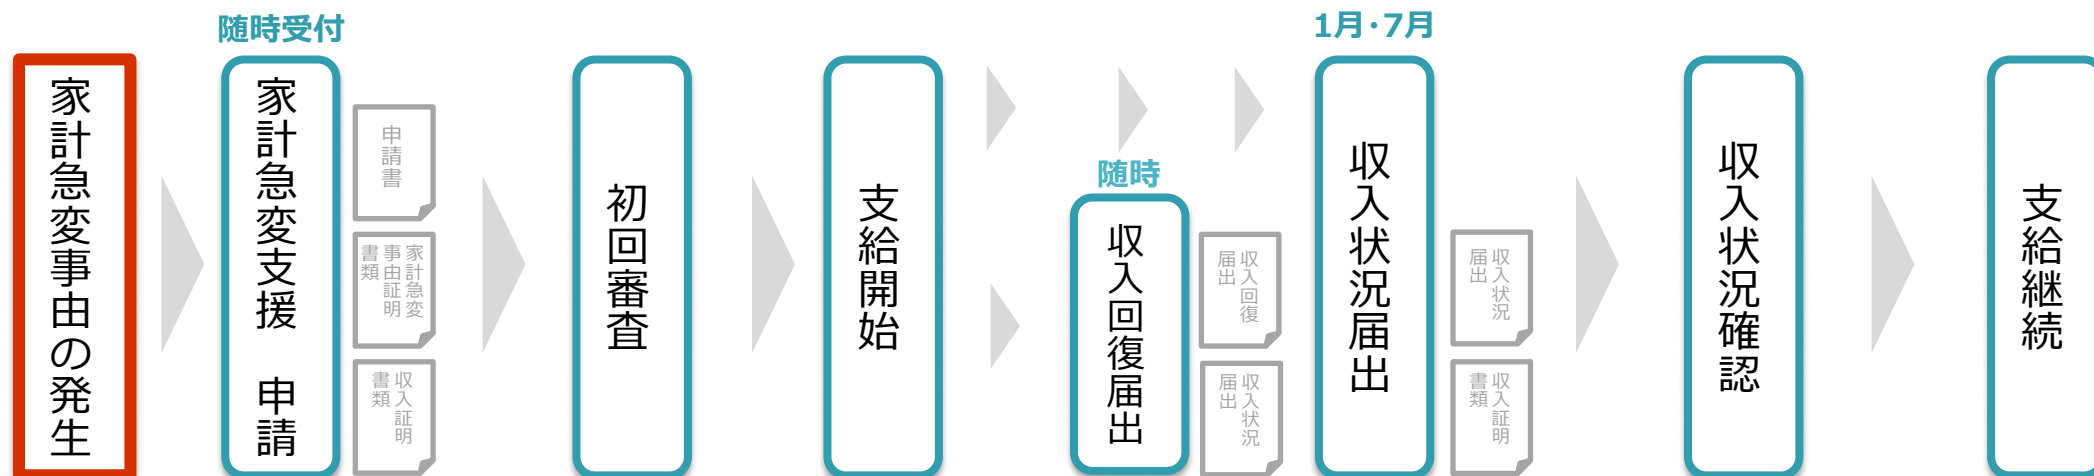 家計急変事由の発生
随時受付
家計急変支援　申請
申請書
家計急変
事由証明
書類
収入証明
書類
初回審査
支給開始
随時
収入回復届出
収入回復
届出
収入状況
届出
1月・7月
収入状況届出
収入状況
届出
収入証明
書類
収入状況確認
支給継続